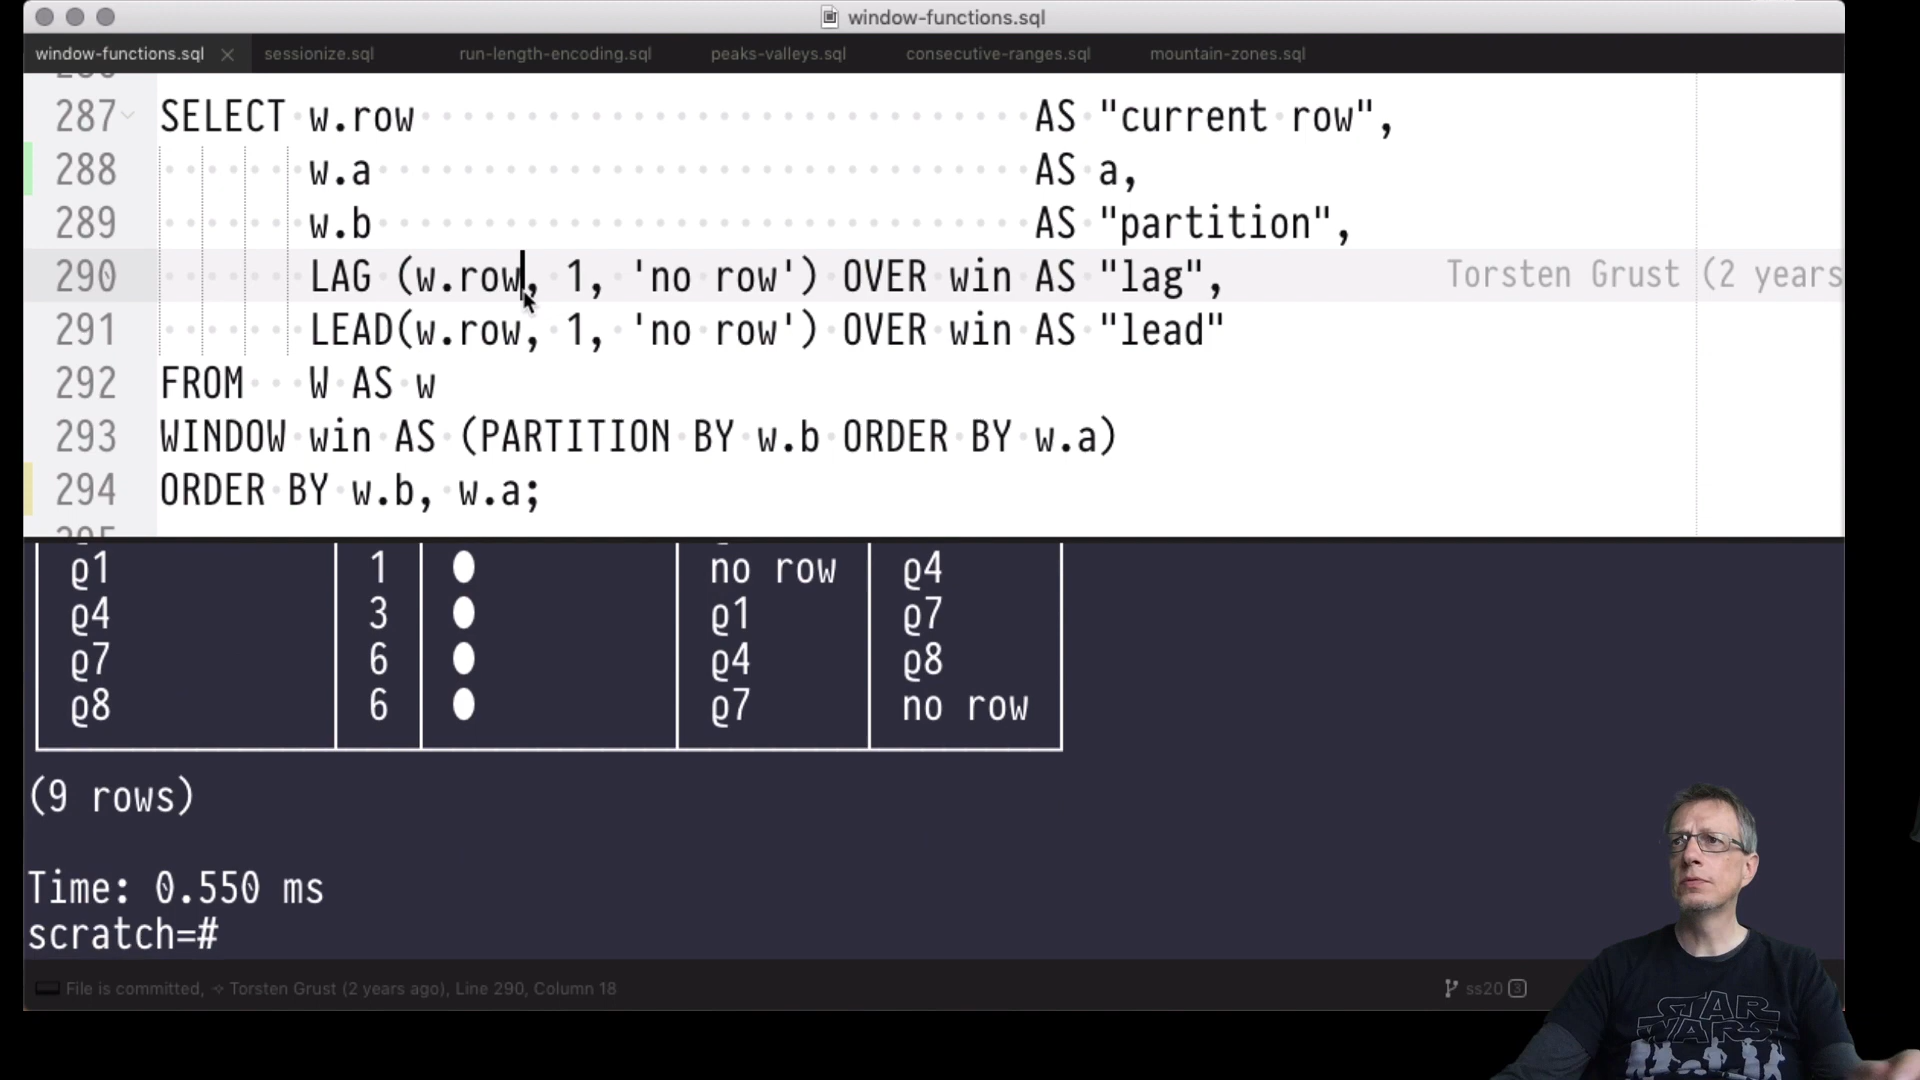 window-functions.sql
window-functions.sql sessionize.sql run-length-encoding.sql peaks-valleys.sql consecutive-ranges.sql mountain-zones.sql
287 SELECT w.row AS "current row",
288 w.a AS a,
289 w.b AS "partition",
290 LAG (w.row, 1, 'no row') OVER win AS "lag", Torsten Grust (2 years
291 LEAD(w.row, 1, 'no row') OVER win AS "lead"
292 FROM W AS w
293 WINDOW win AS (PARTITION BY w.b ORDER BY w.a)
294 ORDER BY w.b, w.a;
ϱ1 1 ● no row ϱ4
ϱ4 3 ● ϱ1 ϱ7
ϱ7 6 ● ϱ4 ϱ8
ϱ8 6 ● ϱ7 no row
(9 rows)
Time: 0.550 ms
scratch=#
File is committed, Torsten Grust (2 years ago), Line 290, Column 18
ss20 3
STAR
WARS